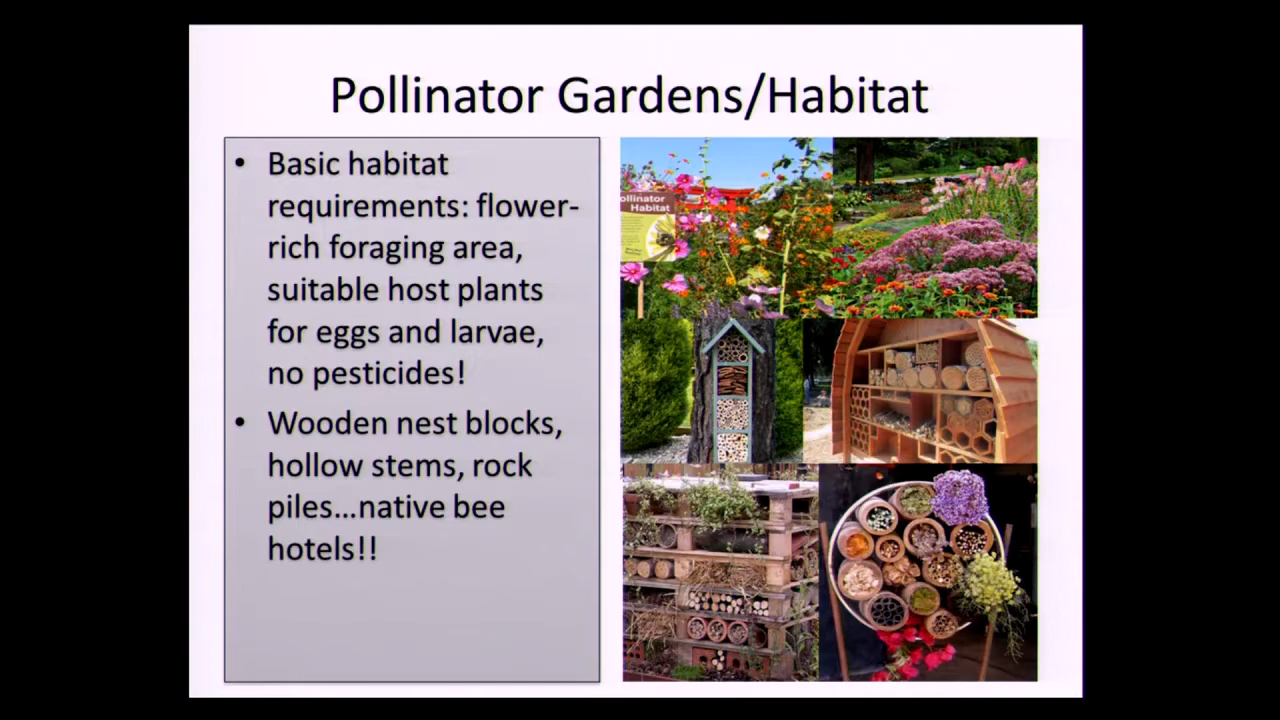 Pollinator Gardens/Habitat
• Basic habitat
requirements: flower-
rich foraging area,
suitable host plants
for eggs and larvae,
no pesticides!
• Wooden nest blocks,
hollow stems, rock
piles...native bee
hotels!!
ollinator
Habitat